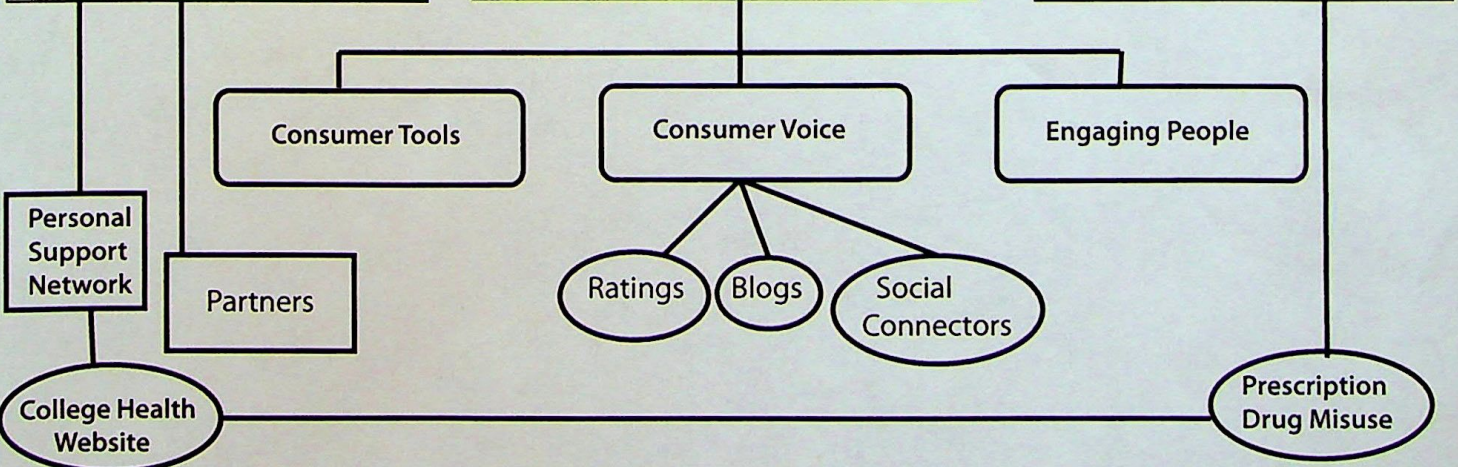 Consumer Tools
Consumer Voice
Engaging People
Personal
Support
Network
Partners
Ratings
Blogs
Social
Connectors
College Health
Website
Prescription
Drug Misuse